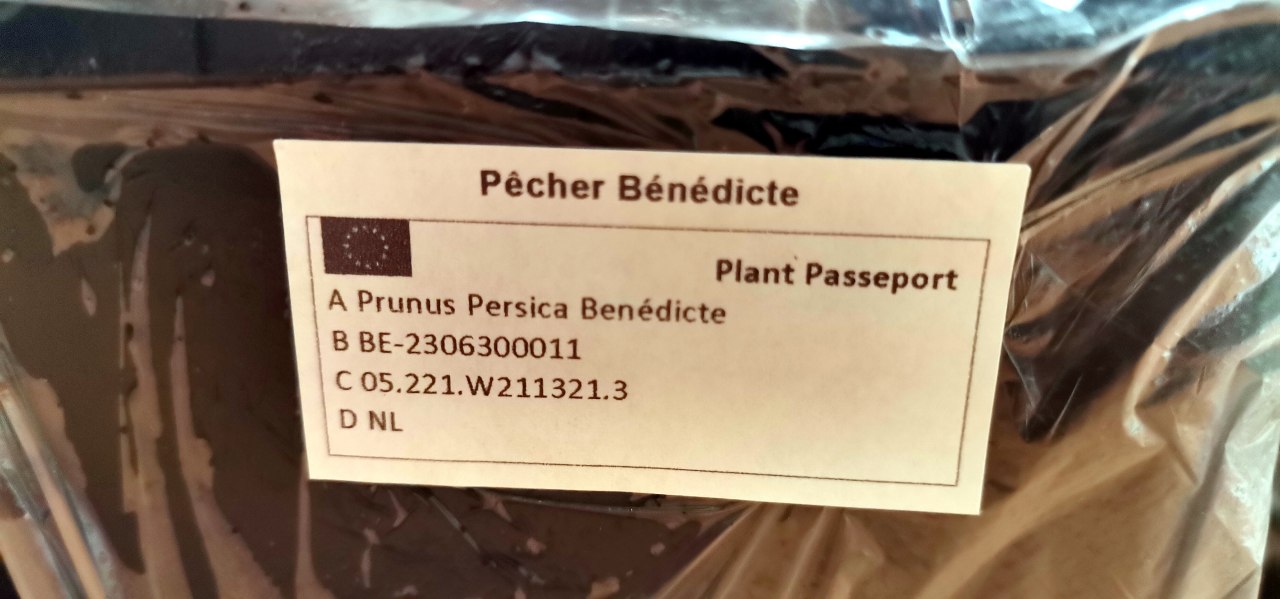 Pêcher Bénédicte
Plant Passeport
A Prunus Persica Benédicte
B BE-2306300011
C 05.221.W211321.3
D NL